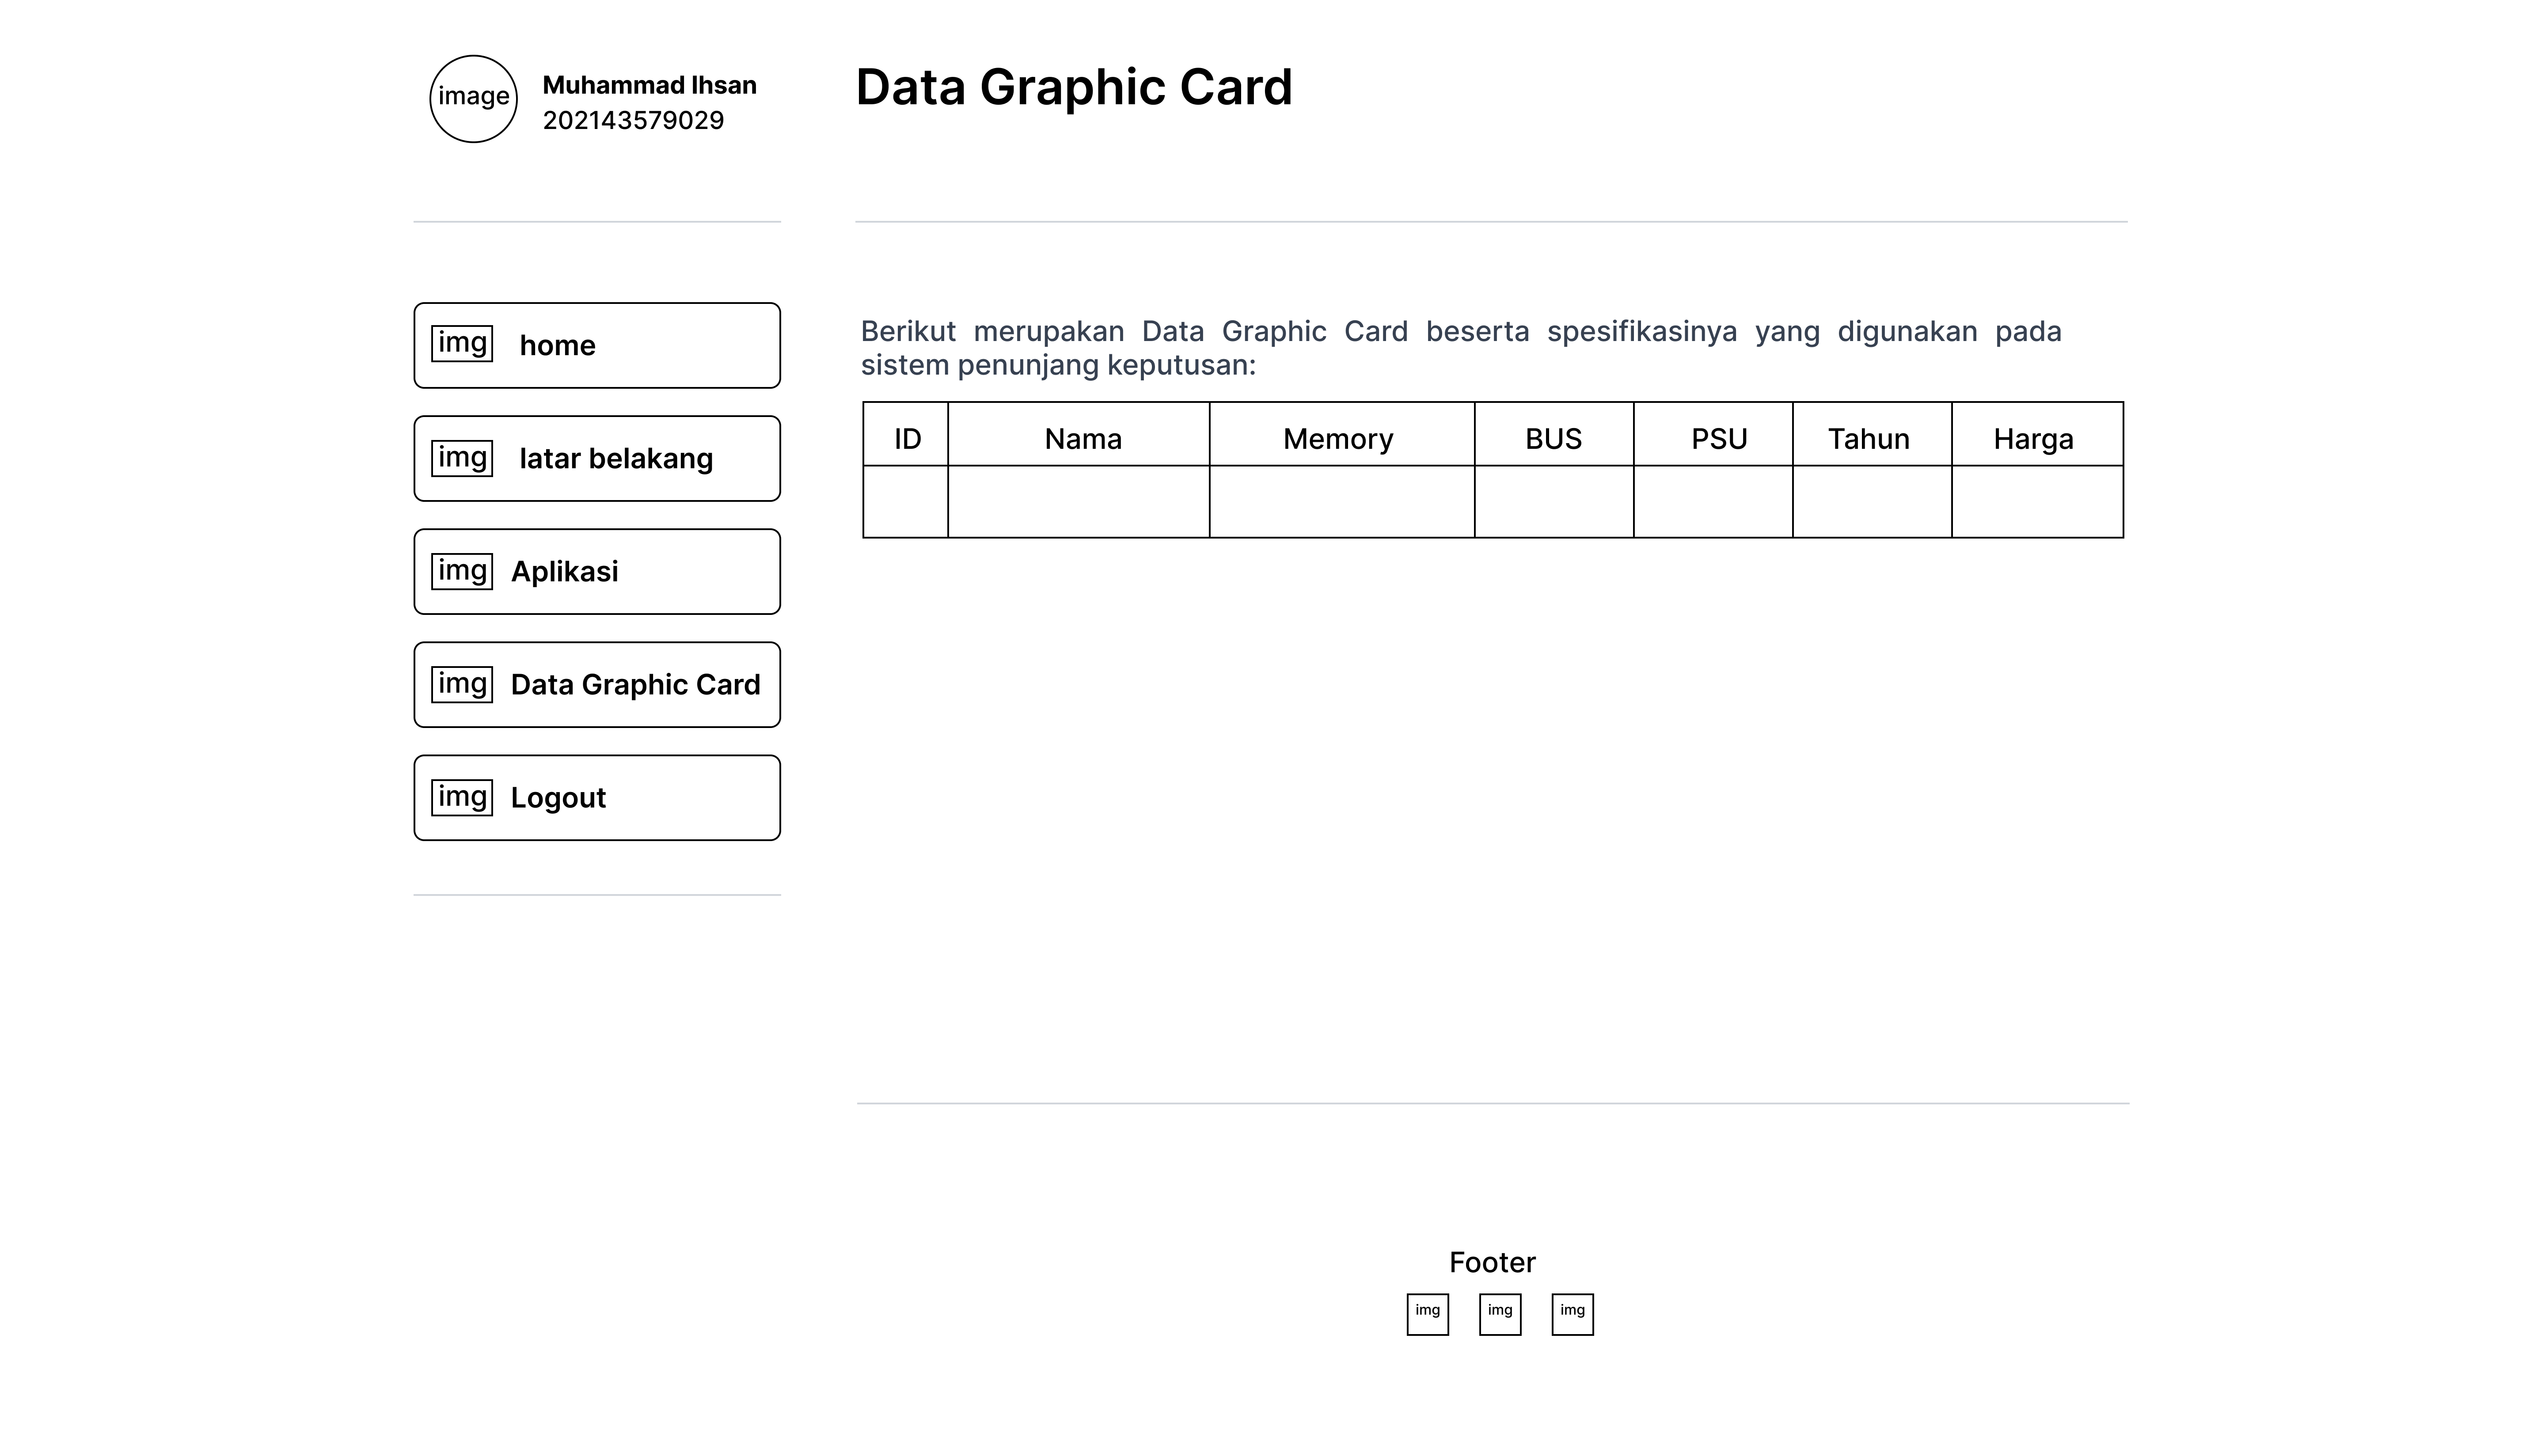 image
Muhammad Ihsan
202143579029
Data Graphic Card
img home
img latar belakang
img Aplikasi
img Data Graphic Card
img Logout
Berikut merupakan Data Graphic Card beserta spesifikasinya yang digunakan pada
sistem penunjang keputusan:
ID Nama Memory BUS PSU Tahun Harga
Footer
img img img